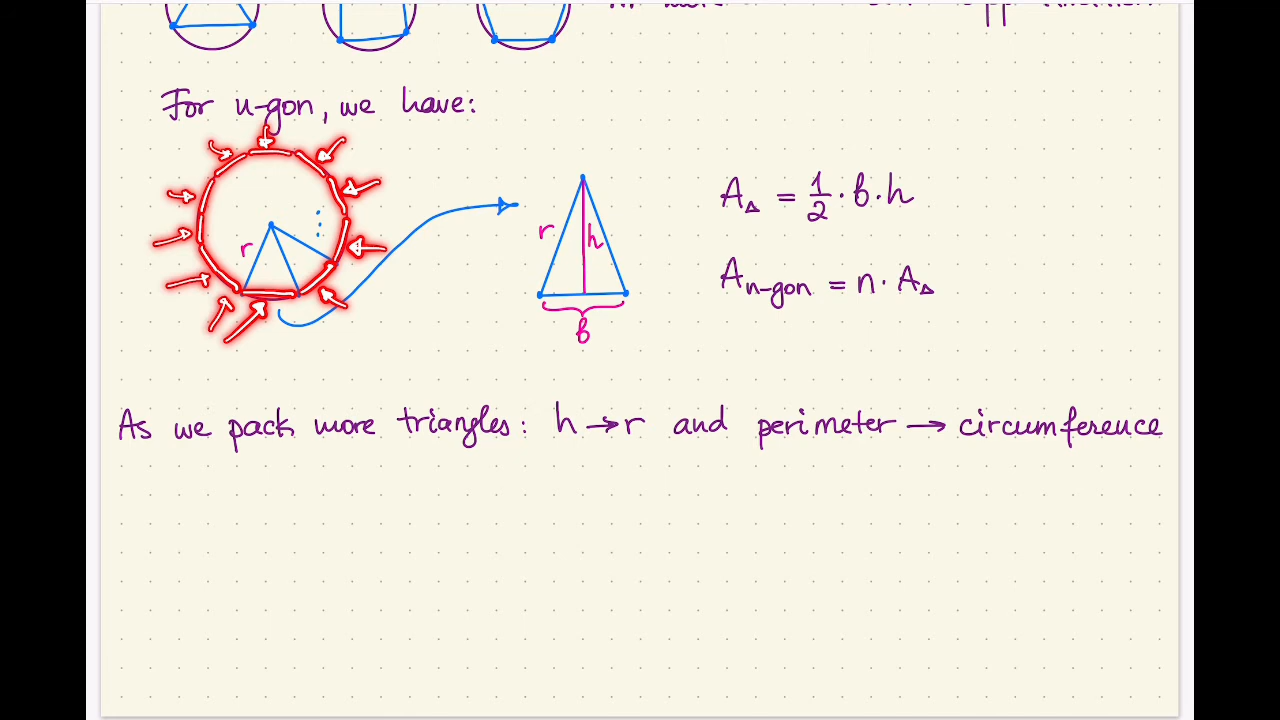 For n-gon, we have:
r
r
h
b
A△ = 1/2 · b · h
Aₙ₋gon = n · A△
As we pack more triangles: h → r and perimeter → circumference